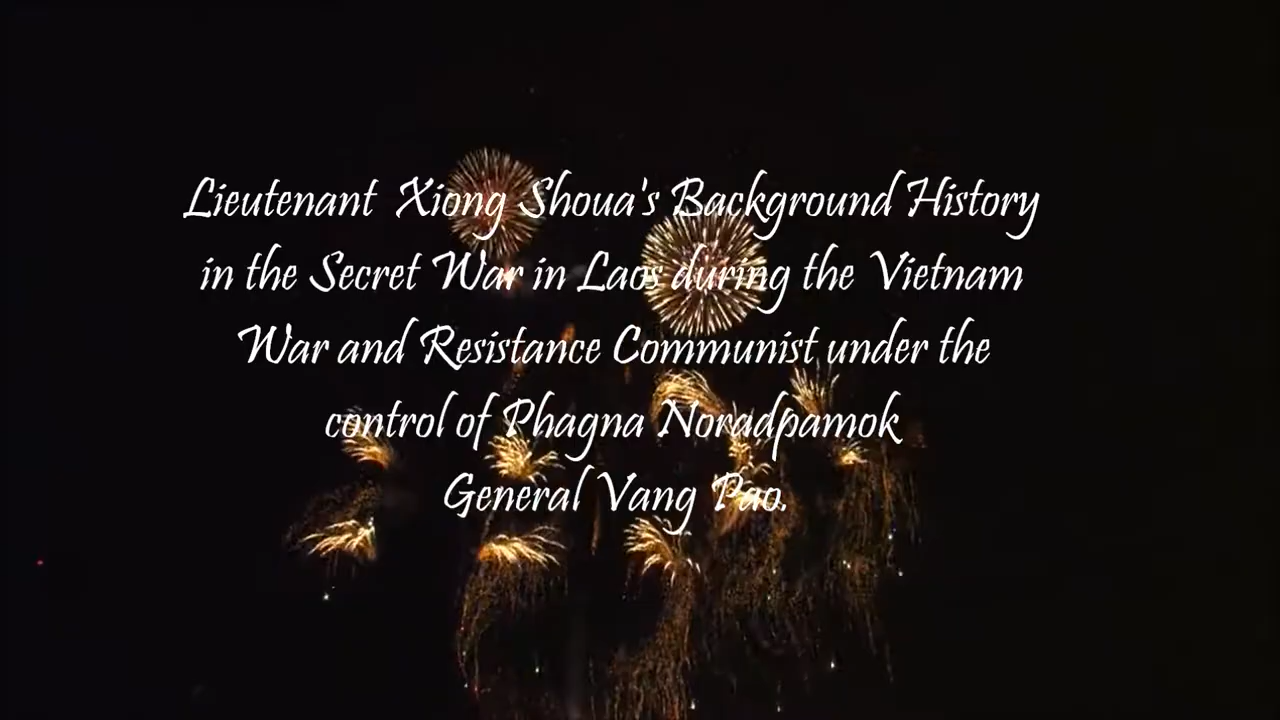 Lieutenant Xiong Shoua's Background History
in the Secret War in Laos during the Vietnam
War and Resistance Communist under the
control of Phagna Noradpamok
General Vang Pao.